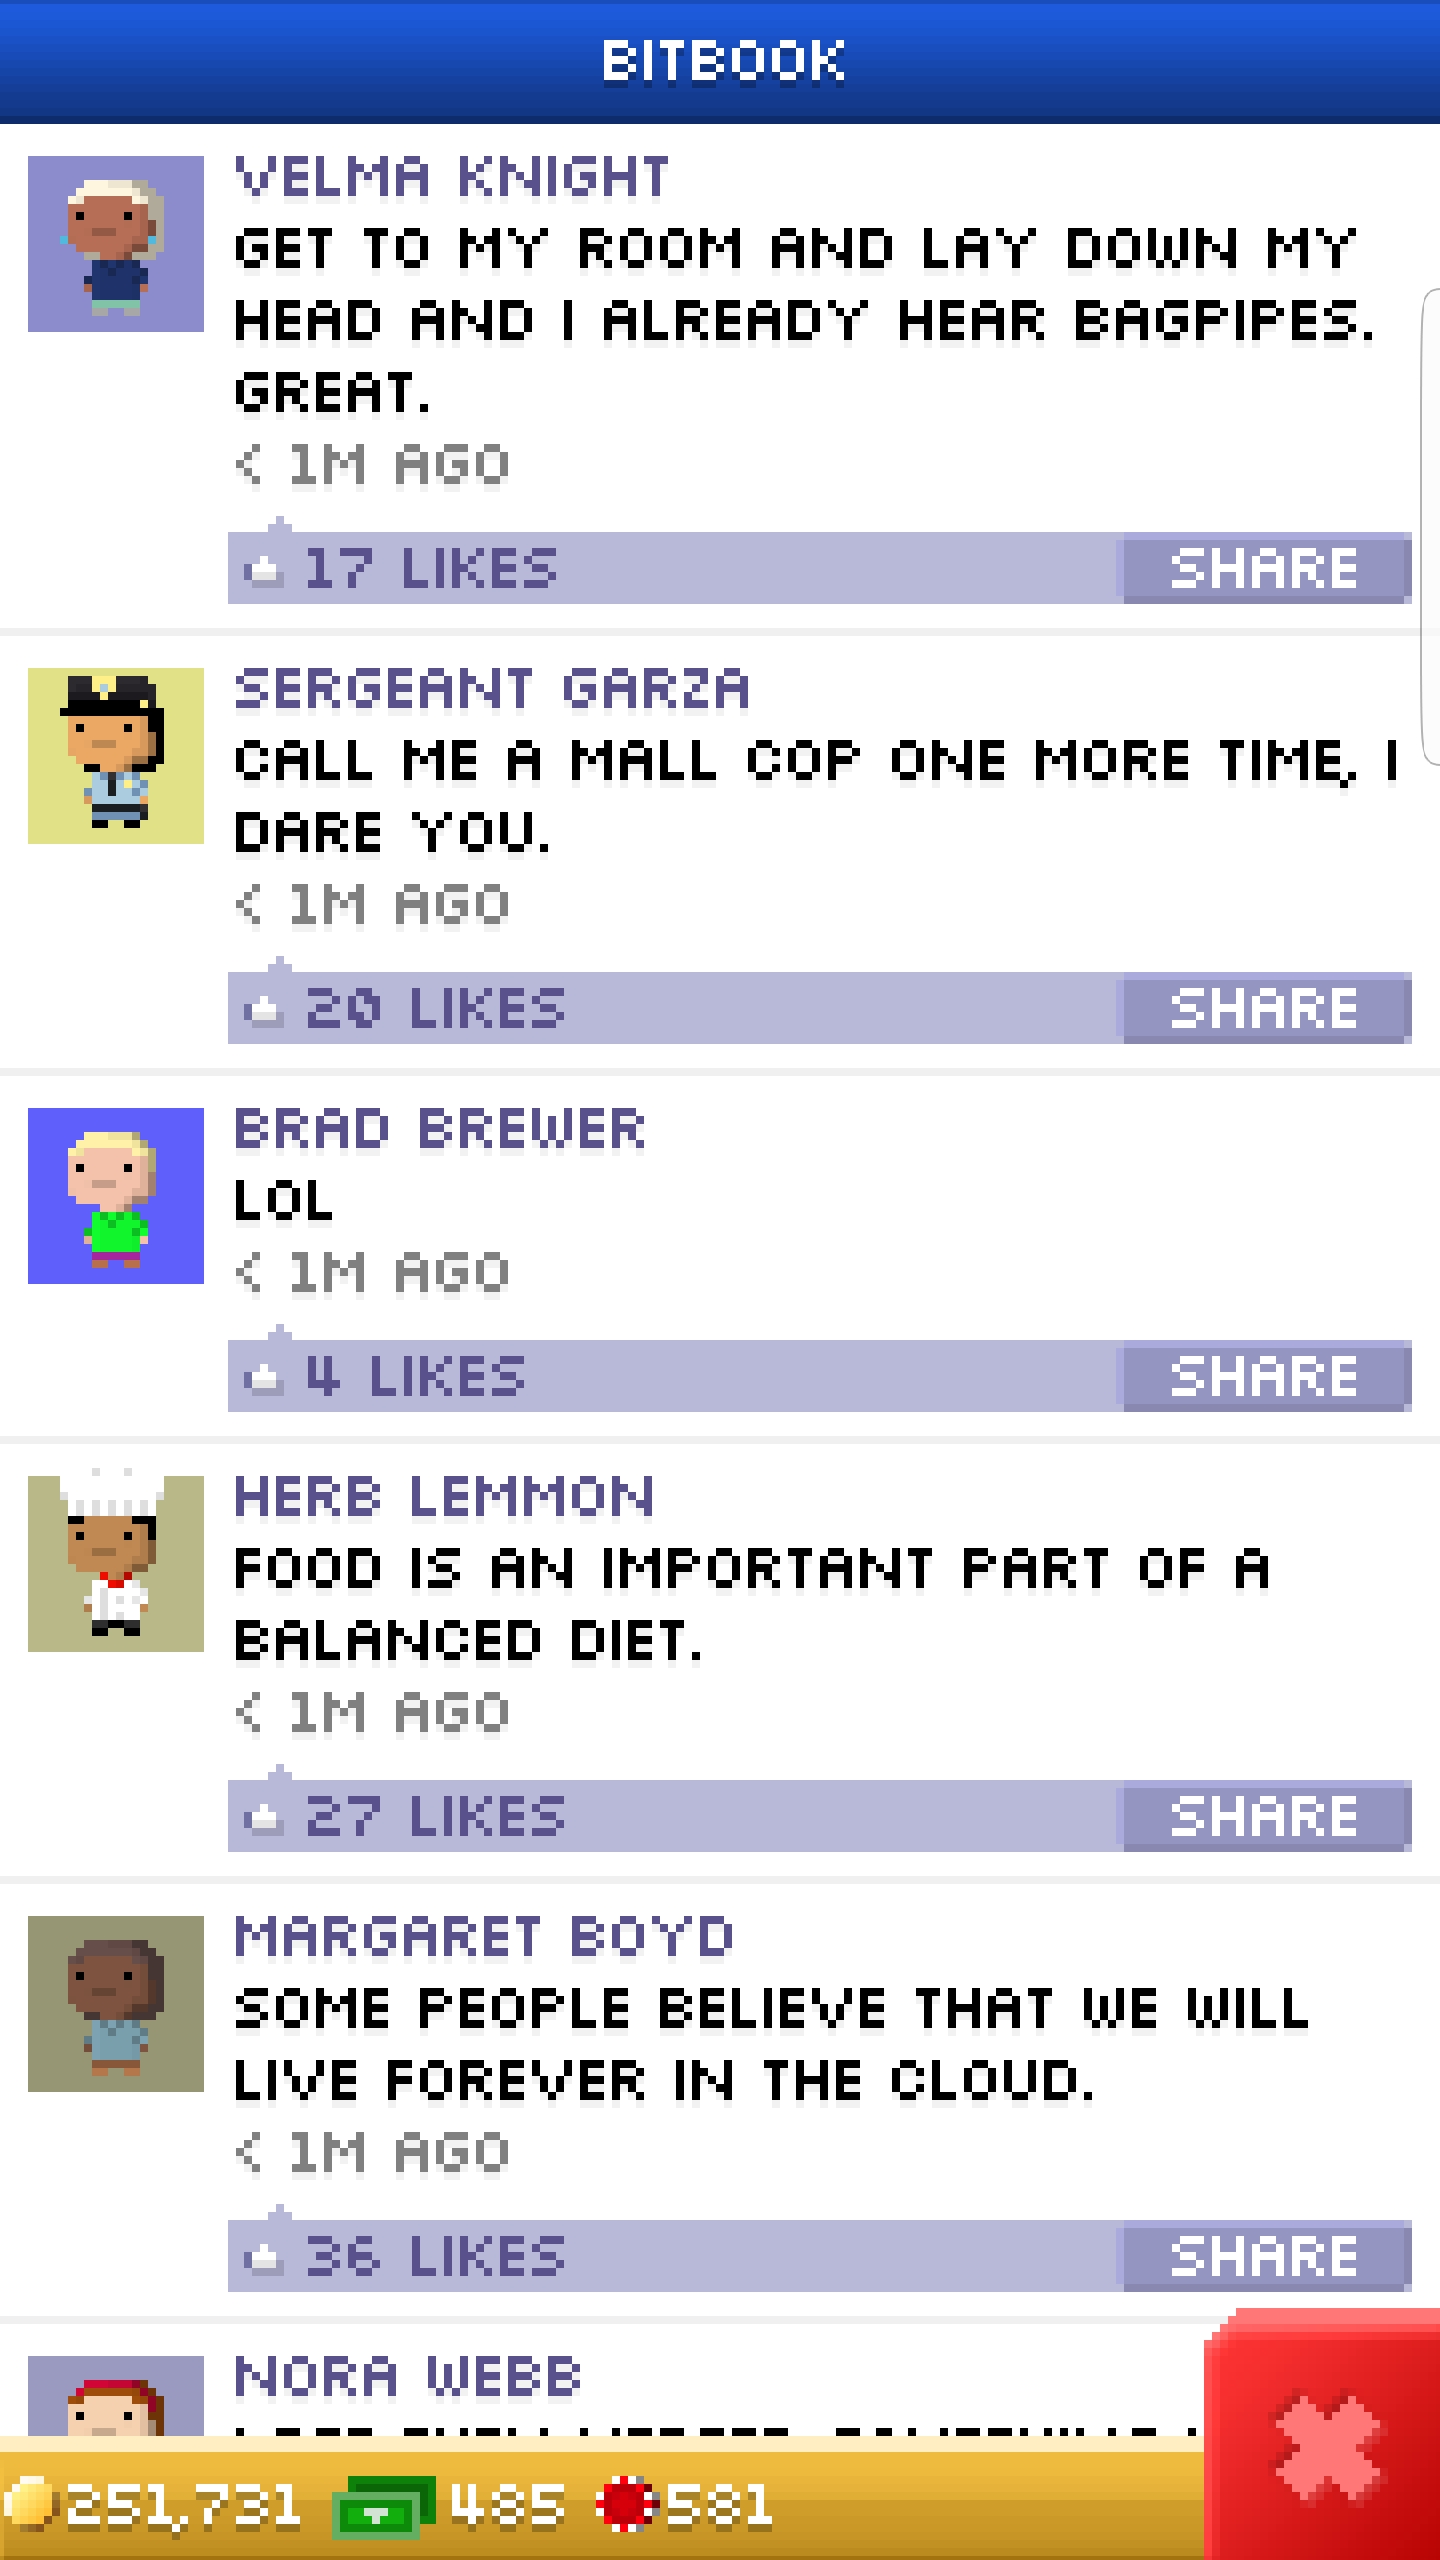 BITBOOK
VELMA KNIGHT
GET TO MY ROOM AND LAY DOWN MY
HEAD AND I ALREADY HEAR BAGPIPES.
GREAT.
< 1M AGO
17 LIKES SHARE
SERGEANT GARZA
CALL ME A MALL COP ONE MORE TIME, I
DARE YOU.
< 1M AGO
20 LIKES SHARE
BRAD BREWER
LOL
< 1M AGO
4 LIKES SHARE
HERB LEMMON
FOOD IS AN IMPORTANT PART OF A
BALANCED DIET.
< 1M AGO
27 LIKES SHARE
MARGARET BOYD
SOME PEOPLE BELIEVE THAT WE WILL
LIVE FOREVER IN THE CLOUD.
< 1M AGO
36 LIKES SHARE
NORA WEBB
251,731 485 581